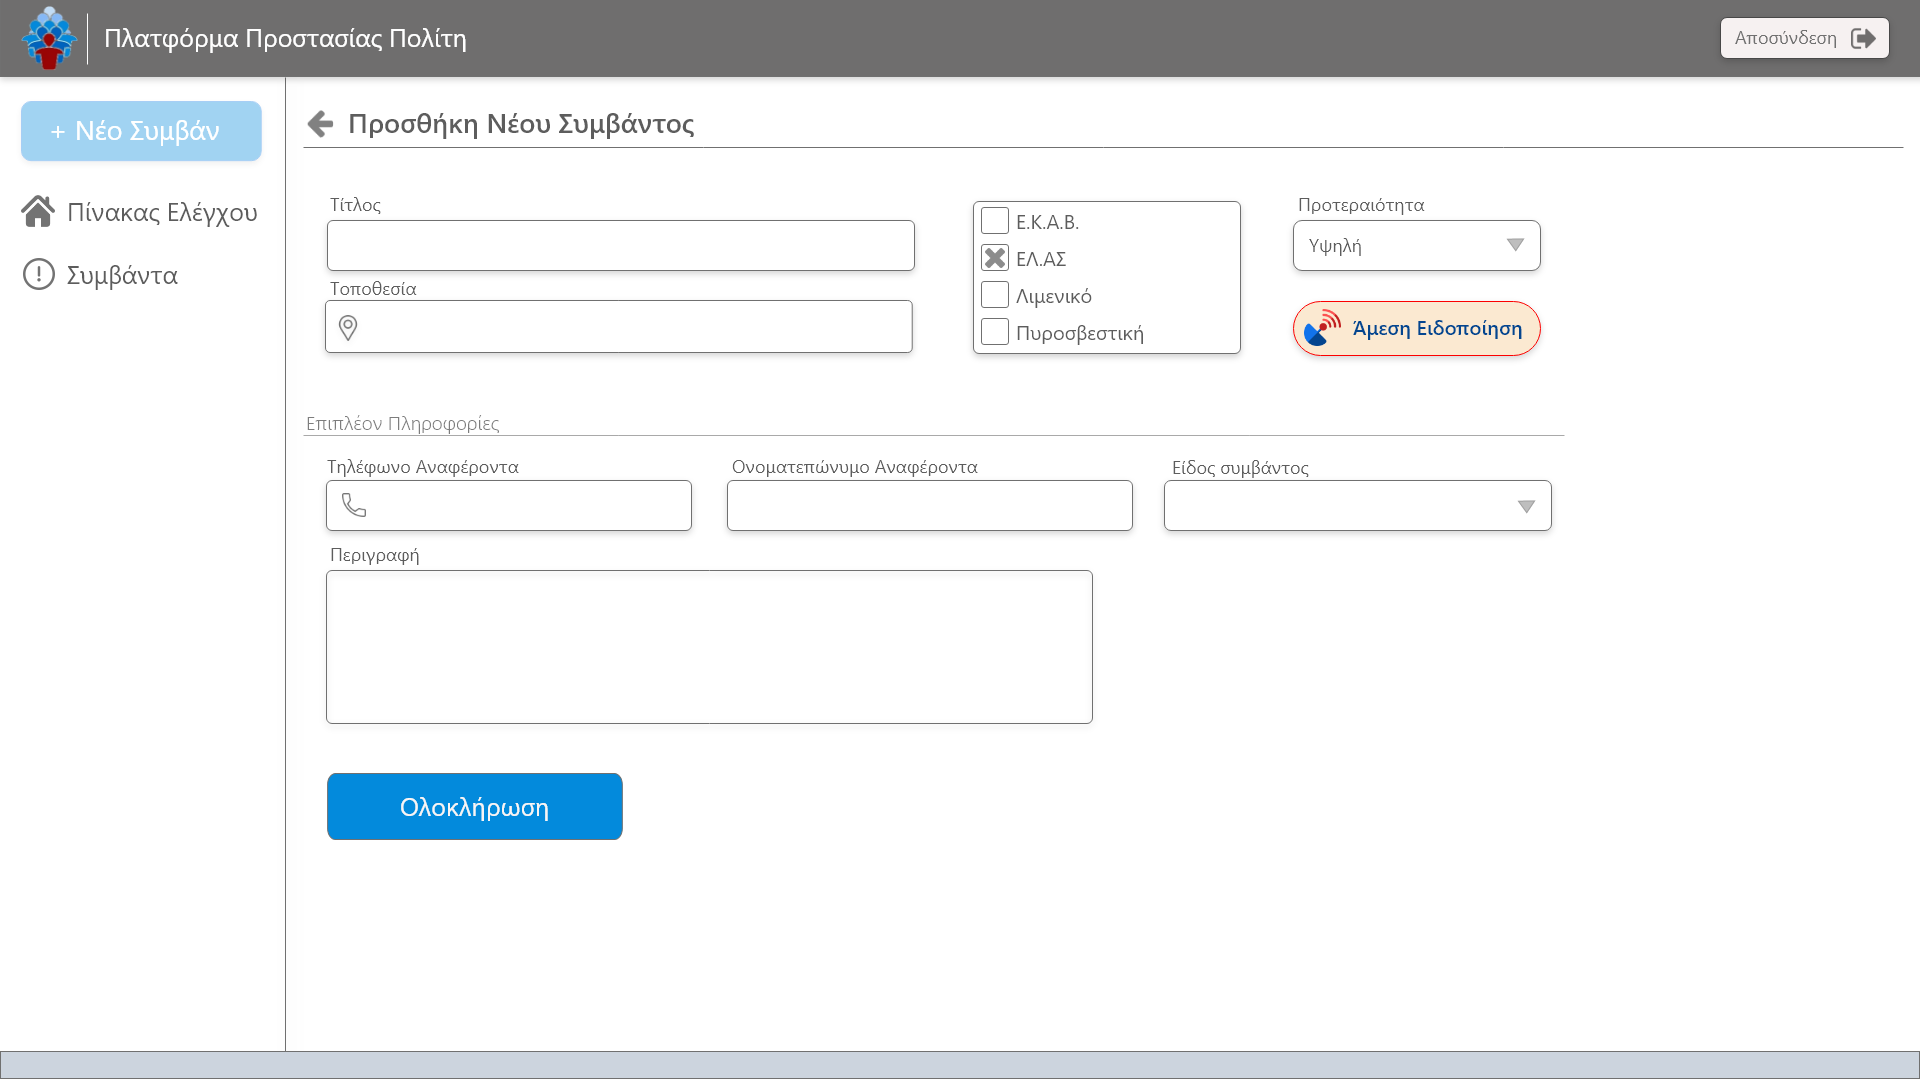 Πλατφόρμα Προστασίας Πολίτη
Αποσύνδεση
+ Νέο Συμβάν
Πίνακας Ελέγχου
Συμβάντα
Προσθήκη Νέου Συμβάντος
Τίτλος
Τοποθεσία
Ε.Κ.Α.Β.
ΕΛ.ΑΣ
Λιμενικό
Πυροσβεστική
Προτεραιότητα
Υψηλή
Άμεση Ειδοποίηση
Επιπλέον Πληροφορίες
Τηλέφωνο Αναφέροντα
Ονοματεπώνυμο Αναφέροντα
Είδος συμβάντος
Περιγραφή
Ολοκλήρωση